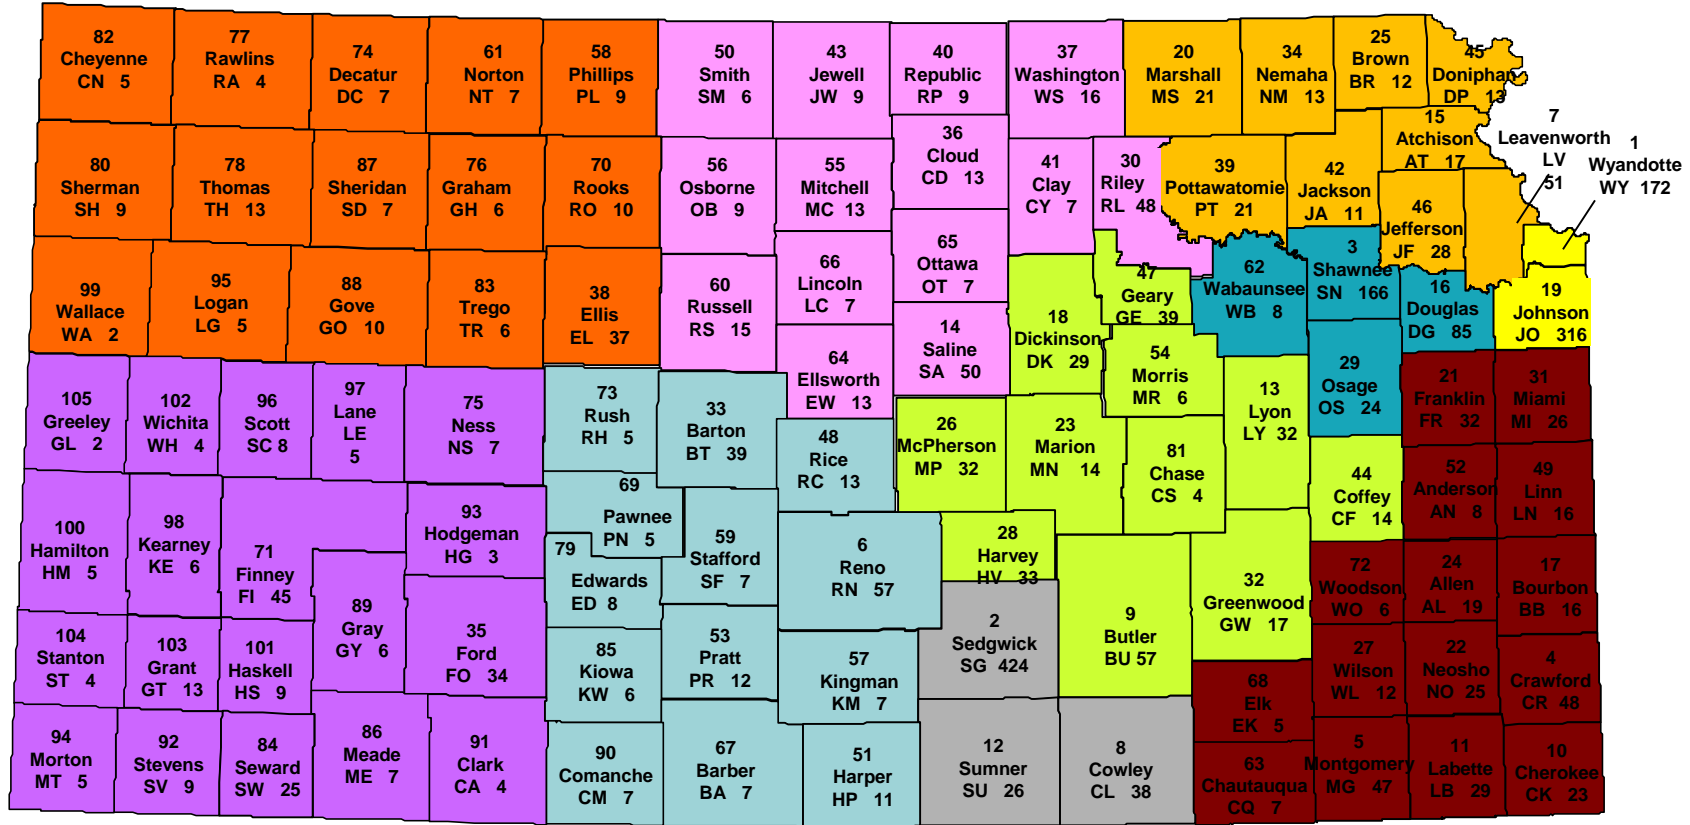 82
Cheyenne
CN 5
77
Rawlins
RA 4
74
Decatur
DC 7
61
Norton
NT 7
58
Phillips
PL 9
50
Smith
SM 6
43
Jewell
JW 9
40
Republic
RP 9
37
Washington
WS 16
20
Marshall
MS 21
34
Nemaha
NM 13
25
Brown
BR 12
45
Doniphan
DP 13
80
Sherman
SH 9
78
Thomas
TH 13
87
Sheridan
SD 7
76
Graham
GH 6
70
Rooks
RO 10
56
Osborne
OB 9
55
Mitchell
MC 13
36
Cloud
CD 13
41
Clay
CY 7
30
Riley
RL 48
39
Pottawatomie
PT 21
42
Jackson
JA 11
15
Atchison
AT 17
46
Jefferson
JF 28
7
Leavenworth
LV
51
1
Wyandotte
WY 172
99
Wallace
WA 2
95
Logan
LG 5
88
Gove
GO 10
83
Trego
TR 6
38
Ellis
EL 37
60
Russell
RS 15
66
Lincoln
LC 7
65
Ottawa
OT 7
18
Dickinson
DK 29
47
Geary
GE 39
62
Wabaunsee
WB 8
3
Shawnee
SN 166
16
Douglas
DG 85
19
Johnson
JO 316
64
Ellsworth
EW 13
14
Saline
SA 50
54
Morris
MR 6
13
Lyon
LY 32
29
Osage
OS 24
21
Franklin
FR 32
31
Miami
MI 26
105
Greeley
GL 2
102
Wichita
WH 4
96
Scott
SC 8
97
Lane
LE
5
75
Ness
NS 7
73
Rush
RH 5
33
Barton
BT 39
48
Rice
RC 13
26
McPherson
MP 32
23
Marion
MN 14
81
Chase
CS 4
44
Coffey
CF 14
52
Anderson
AN 8
49
Linn
LN 16
100
Hamilton
HM 5
98
Kearney
KE 6
71
Finney
FI 45
93
Hodgeman
HG 3
69
Pawnee
PN 5
79
Edwards
ED 8
59
Stafford
SF 7
6
Reno
RN 57
28
Harvey
HV 33
9
Butler
BU 57
32
Greenwood
GW 17
72
Woodson
WO 6
24
Allen
AL 19
17
Bourbon
BB 16
104
Stanton
ST 4
103
Grant
GT 13
101
Haskell
HS 9
89
Gray
GY 6
35
Ford
FO 34
85
Kiowa
KW 6
53
Pratt
PR 12
57
Kingman
KM 7
2
Sedgwick
SG 424
27
Wilson
WL 12
22
Neosho
NO 25
4
Crawford
CR 48
68
Elk
EK 5
94
Morton
MT 5
92
Stevens
SV 9
84
Seward
SW 25
86
Meade
ME 7
91
Clark
CA 4
90
Comanche
CM 7
67
Barber
BA 7
51
Harper
HP 11
12
Sumner
SU 26
8
Cowley
CL 38
63
Chautauqua
CQ 7
5
Montgomery
MG 47
11
Labette
LB 29
10
Cherokee
CK 23